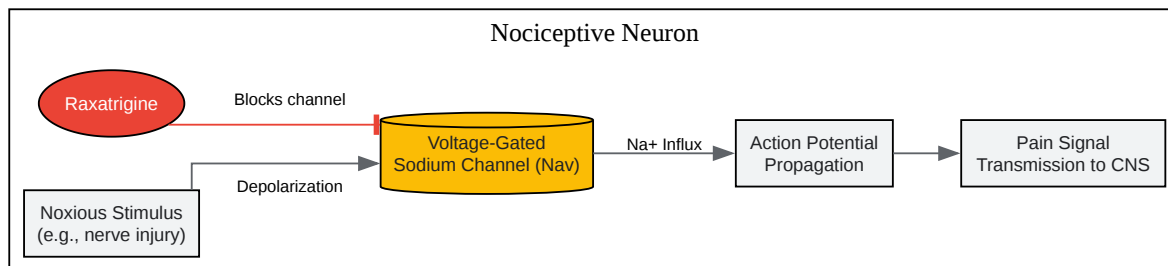 Nociceptive Neuron
Raxatrigine
Blocks channel
Voltage-Gated
Sodium Channel (Nav)
Na+ Influx
Action Potential
Propagation
Pain Signal
Transmission to CNS
Depolarization
Noxious Stimulus
(e.g., nerve injury)